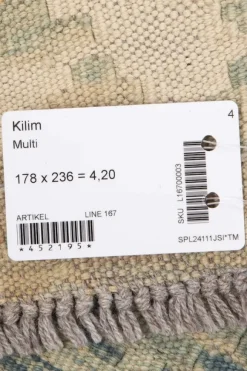 Kilim
4
Multi
178 x 236 = 4,20
ARTIKEL
LINE 167
*452195*
SKU L16700003
SPL24111JSI*TM